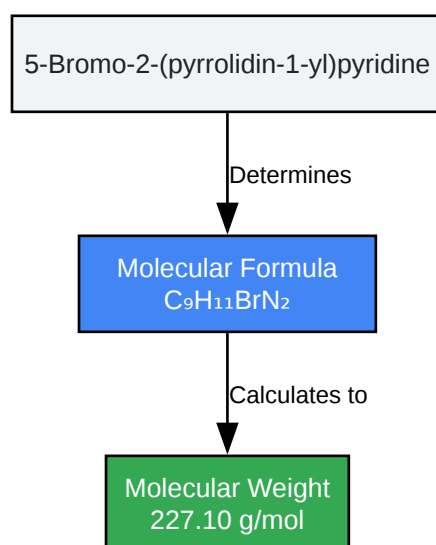 5-Bromo-2-(pyrrolidin-1-yl)pyridine
Determines
Molecular Formula
C₉H₁₁BrN₂
Calculates to
Molecular Weight
227.10 g/mol